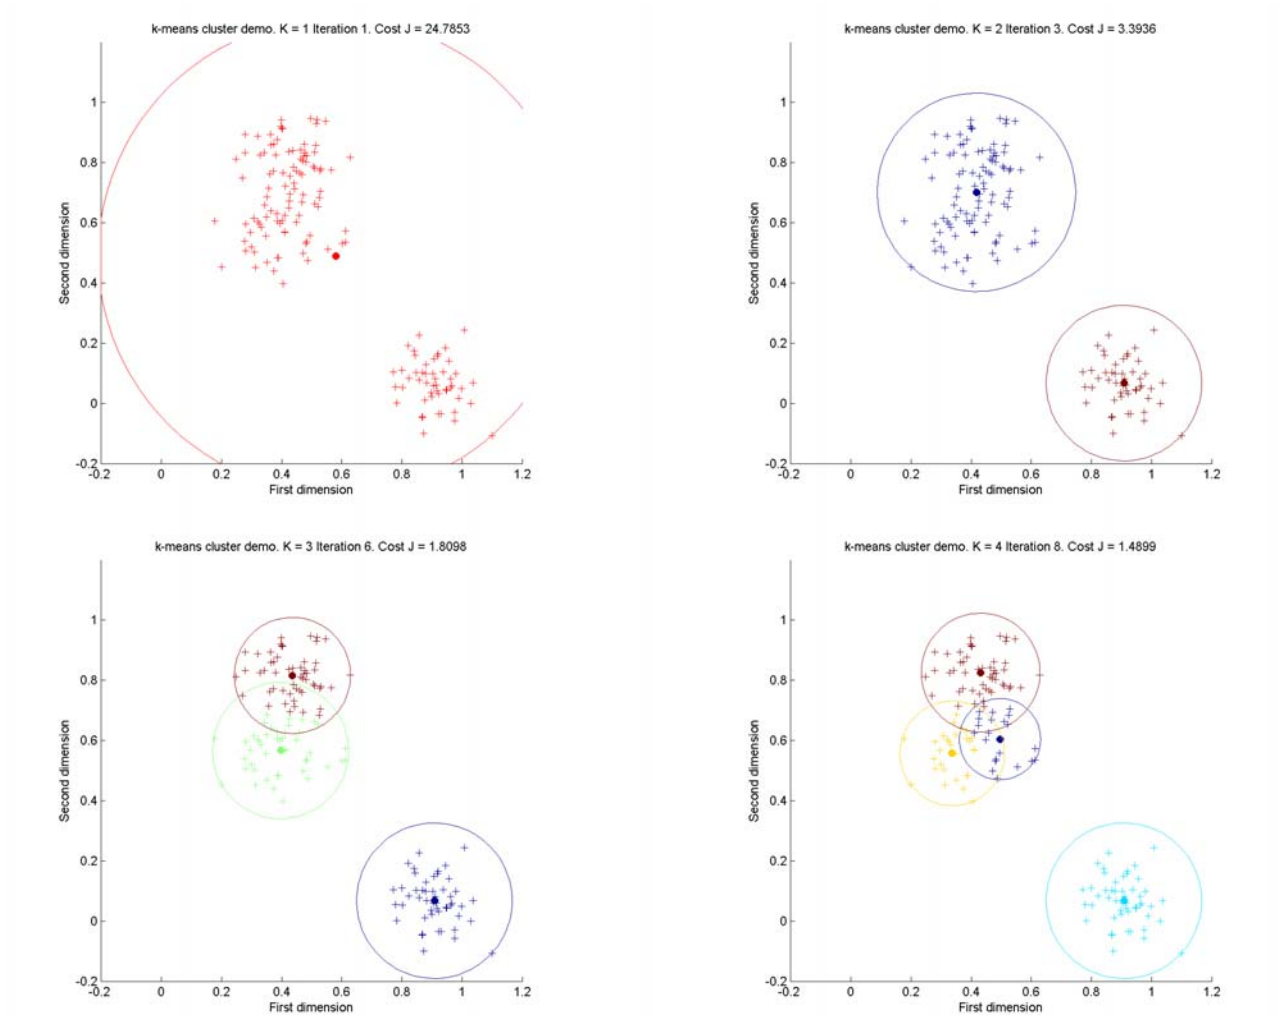 k-means cluster demo. K = 1 Iteration 1. Cost J = 24.7853
1
0.8
0.6
0.4
0.2
0
-0.2
Second dimension
-0.2 0 0.2 0.4 0.6 0.8 1 1.2
First dimension
k-means cluster demo. K = 2 Iteration 3. Cost J = 3.3936
1
0.8
0.6
0.4
0.2
0
-0.2
Second dimension
-0.2 0 0.2 0.4 0.6 0.8 1 1.2
First dimension
k-means cluster demo. K = 3 Iteration 6. Cost J = 1.8098
1
0.8
0.6
0.4
0.2
0
-0.2
Second dimension
-0.2 0 0.2 0.4 0.6 0.8 1 1.2
First dimension
k-means cluster demo. K = 4 Iteration 8. Cost J = 1.4899
1
0.8
0.6
0.4
0.2
0
-0.2
Second dimension
-0.2 0 0.2 0.4 0.6 0.8 1 1.2
First dimension